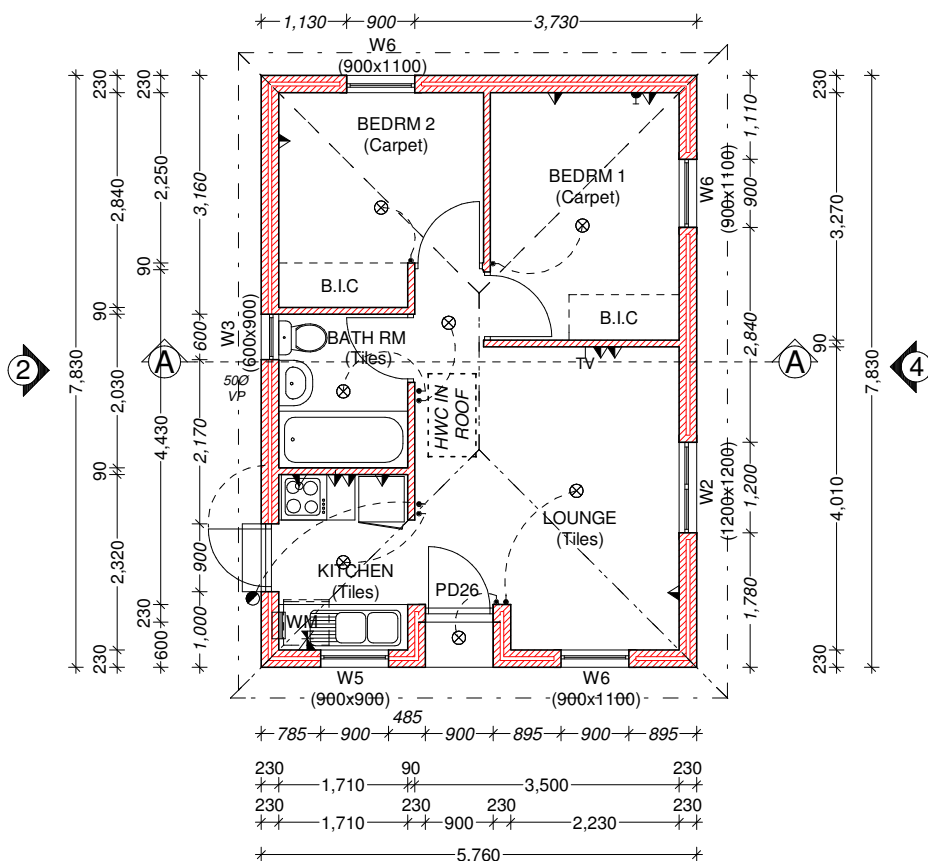 1,130 900 3,730
W6
(900x1100)
230 230 230
BEDRM 2
(Carpet)
BEDRM 1
(Carpet)
1,110
2,250
2,840
3,160
W6
(900x1100)
900
3,270
B.I.C
B.I.C
90
90
W3
(600x900)
600
BATH RM
(Tiles)
TV
2,840
90
2
A
A
4
7,830
2,030
4,430
50Ø
VP
2,170
HWC IN
ROOF
7,830
90
W2
(1200x1200)
1,200
4,010
LOUNGE
(Tiles)
2,320
900
KITCHEN
(Tiles)
PD26
1,780
230
600
1,000
WM
230
230
W5
(900x900)
W6
(900x1100)
785 900 485 900 895 900 895
230 1,710 90 3,500 230
230 1,710 230 900 230 2,230 230
5,760